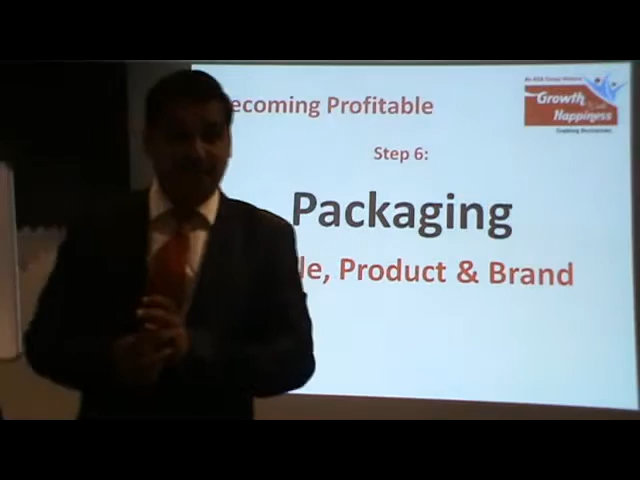 ecoming Profitable
Growth
Happiness
Step 6:
Packaging
le, Product & Brand